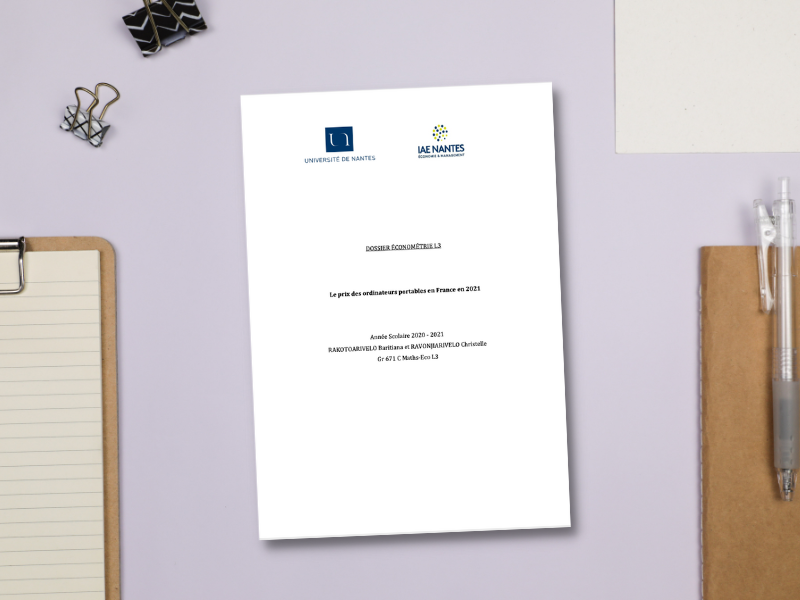 UNIVERSITÉ DE NANTES
IAE NANTES
ÉCONOMIE & MANAGEMENT
DOSSIER ÉCONOMÉTRIE L3
Le prix des ordinateurs portables en France en 2021
Année Scolaire 2020 - 2021
RAKOTOARIVELO Baritiana et RAVONJIARIVELO Christelle
Gr 671 C Maths-Eco L3